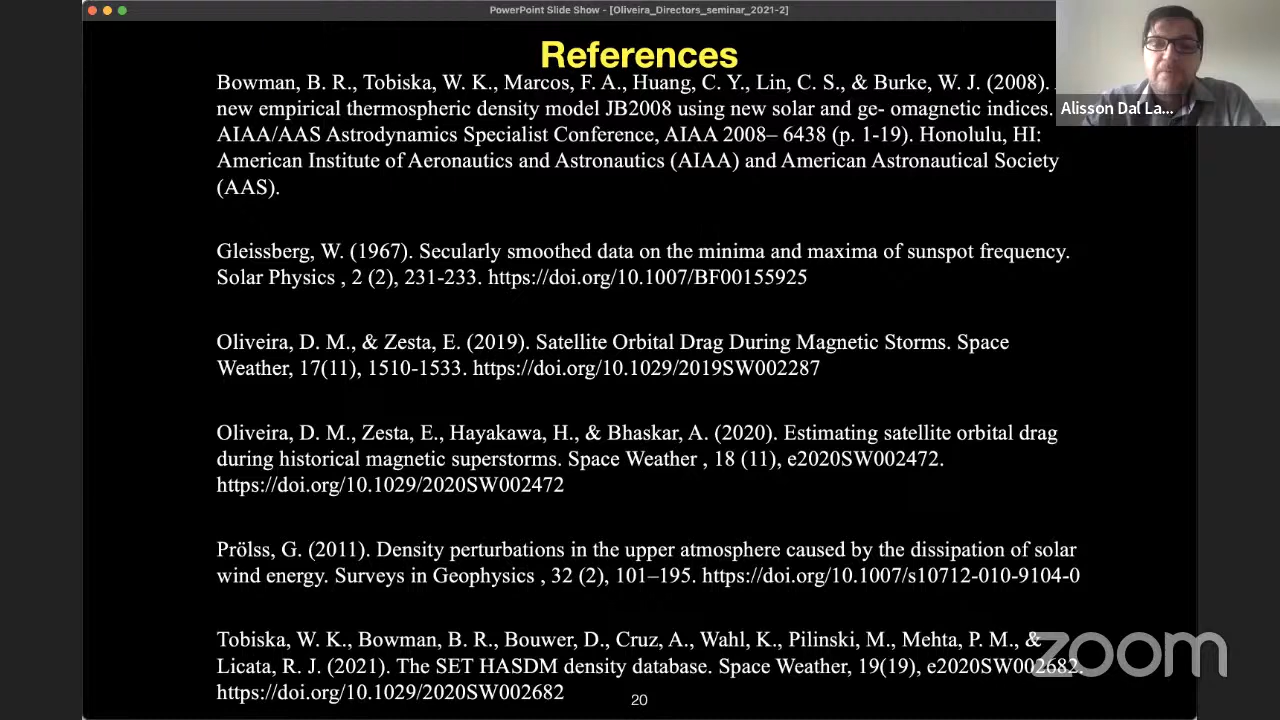 PowerPoint Slide Show - [Oliveira_Directors_seminar_2021-2]
References
Bowman, B. R., Tobiska, W. K., Marcos, F. A., Huang, C. Y., Lin, C. S., & Burke, W. J. (2008).
new empirical thermospheric density model JB2008 using new solar and ge- omagnetic indices.
AIAA/AAS Astrodynamics Specialist Conference, AIAA 2008– 6438 (p. 1-19). Honolulu, HI:
American Institute of Aeronautics and Astronautics (AIAA) and American Astronautical Society
(AAS).
Gleissberg, W. (1967). Secularly smoothed data on the minima and maxima of sunspot frequency.
Solar Physics , 2 (2), 231-233. https://doi.org/10.1007/BF00155925
Oliveira, D. M., & Zesta, E. (2019). Satellite Orbital Drag During Magnetic Storms. Space
Weather, 17(11), 1510-1533. https://doi.org/10.1029/2019SW002287
Oliveira, D. M., Zesta, E., Hayakawa, H., & Bhaskar, A. (2020). Estimating satellite orbital drag
during historical magnetic superstorms. Space Weather , 18 (11), e2020SW002472.
https://doi.org/10.1029/2020SW002472
Prölss, G. (2011). Density perturbations in the upper atmosphere caused by the dissipation of solar
wind energy. Surveys in Geophysics , 32 (2), 101–195. https://doi.org/10.1007/s10712-010-9104-0
Tobiska, W. K., Bowman, B. R., Bouwer, D., Cruz, A., Wahl, K., Pilinski, M., Mehta, P. M., &
Licata, R. J. (2021). The SET HASDM density database. Space Weather, 19(19), e2020SW002682.
https://doi.org/10.1029/2020SW002682
20
Alisson Dal La...
zoom